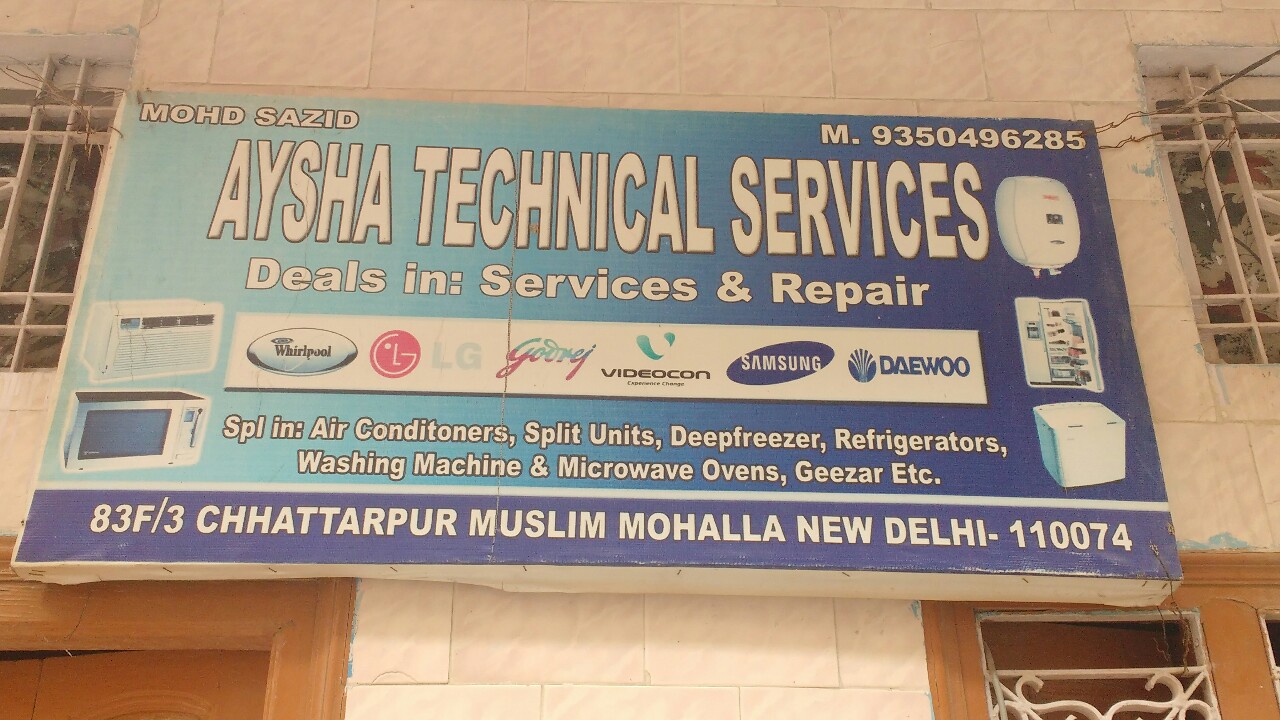 MOHD SAZID
M. 9350496285
AYSHA TECHNICAL SERVICES
Deals in: Services & Repair
Whirlpool LG Godrej VIDEOCON SAMSUNG DAEWOO
Experience Change
Spl in: Air Conditoners, Split Units, Deepfreezer, Refrigerators,
Washing Machine & Microwave Ovens, Geezar Etc.
83F/3 CHHATTARPUR MUSLIM MOHALLA NEW DELHI- 110074